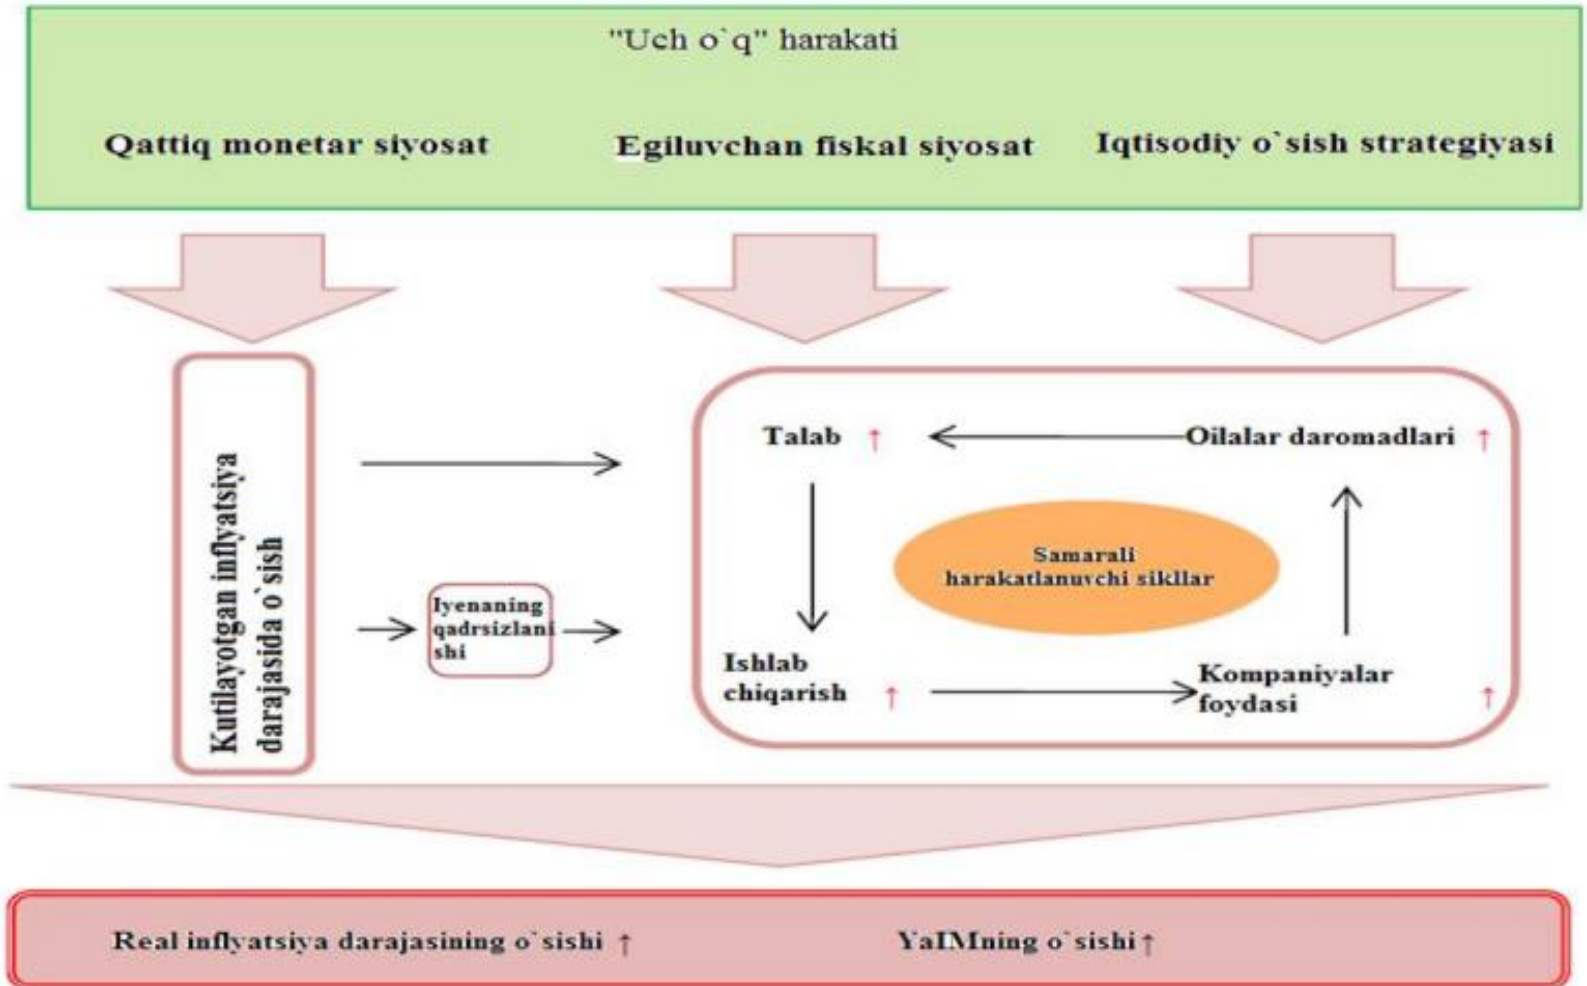 "Uch o`q" harakati
Qattiq monetar siyosat
Egiluvchan fiskal siyosat
Iqtisodiy o`sish strategiyasi
Kutilayotgan inflyatsiya
darajasida o`sish
Iyenaning
qadrsizlani
shi
Talab ↑
Oilalar daromadlari ↑
Samarali
harakatlanuvchi sikllar
Ishlab
chiqarish ↑
Kompaniyalar
foydasi ↑
Real inflyatsiya darajasining o`sishi ↑
YaIMning o`sishi ↑